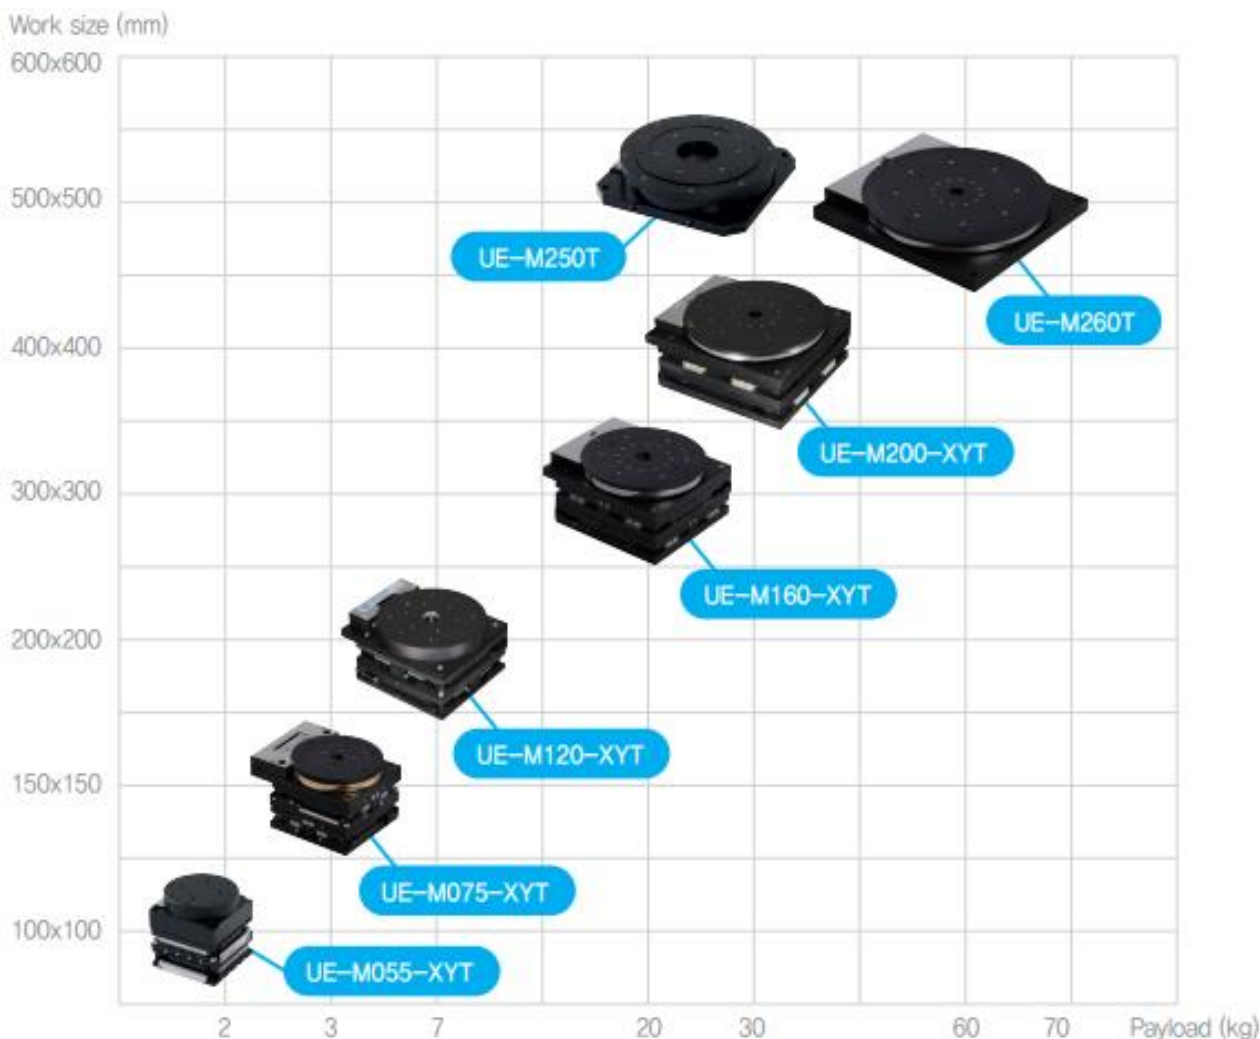 Work size (mm)
600x600
500x500
UE-M250T
UE-M260T
400x400
UE-M200-XYT
300x300
UE-M160-XYT
200x200
UE-M120-XYT
150x150
UE-M075-XYT
100x100
UE-M055-XYT
2 3 7 20 30 60 70 Payload (kg)